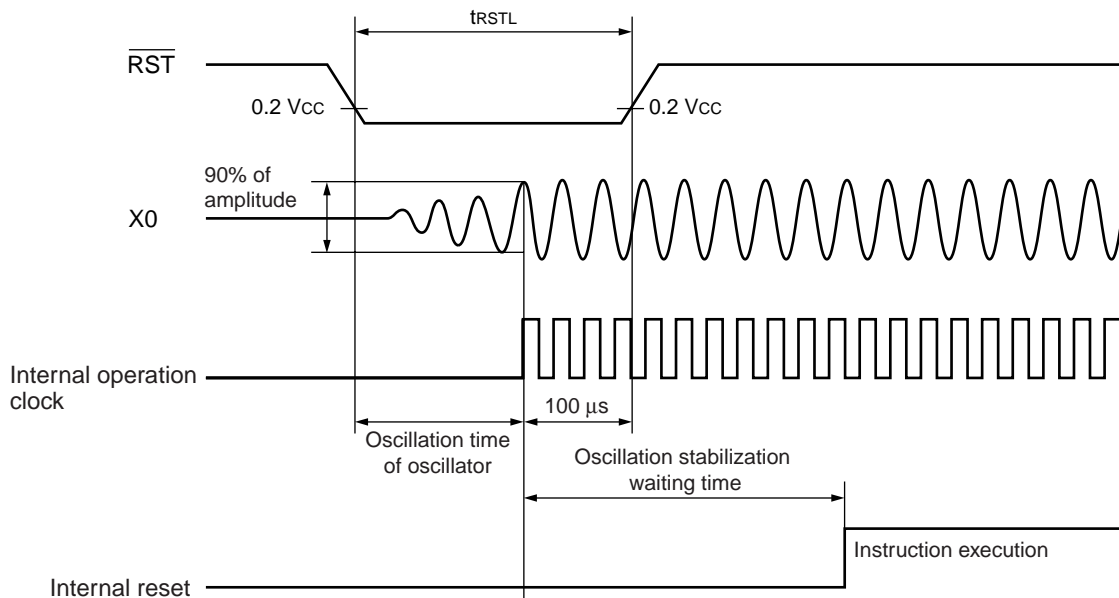 tRSTL
RST
0.2 VCC
0.2 VCC
90% of
amplitude
X0
Internal operation
clock
100 μs
Oscillation time
of oscillator
Oscillation stabilization
waiting time
Instruction execution
Internal reset